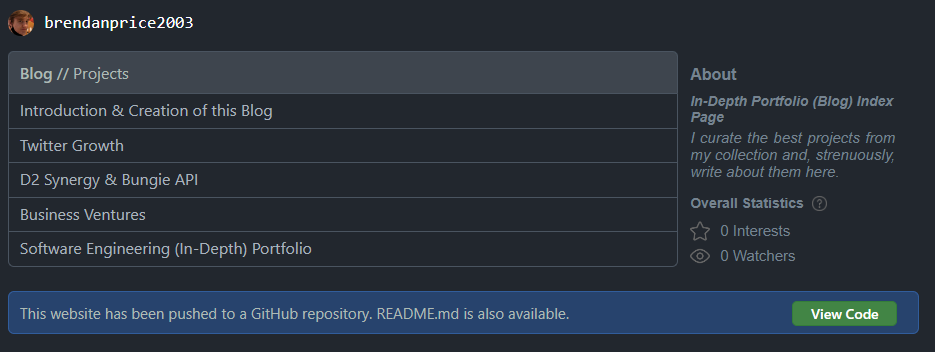 brendanprice2003
Blog // Projects
Introduction & Creation of this Blog
Twitter Growth
D2 Synergy & Bungie API
Business Ventures
Software Engineering (In-Depth) Portfolio
About
In-Depth Portfolio (Blog) Index
Page
I curate the best projects from
my collection and, strenuously,
write about them here.
Overall Statistics ?
0 Interests
0 Watchers
This website has been pushed to a GitHub repository. README.md is also available.
View Code